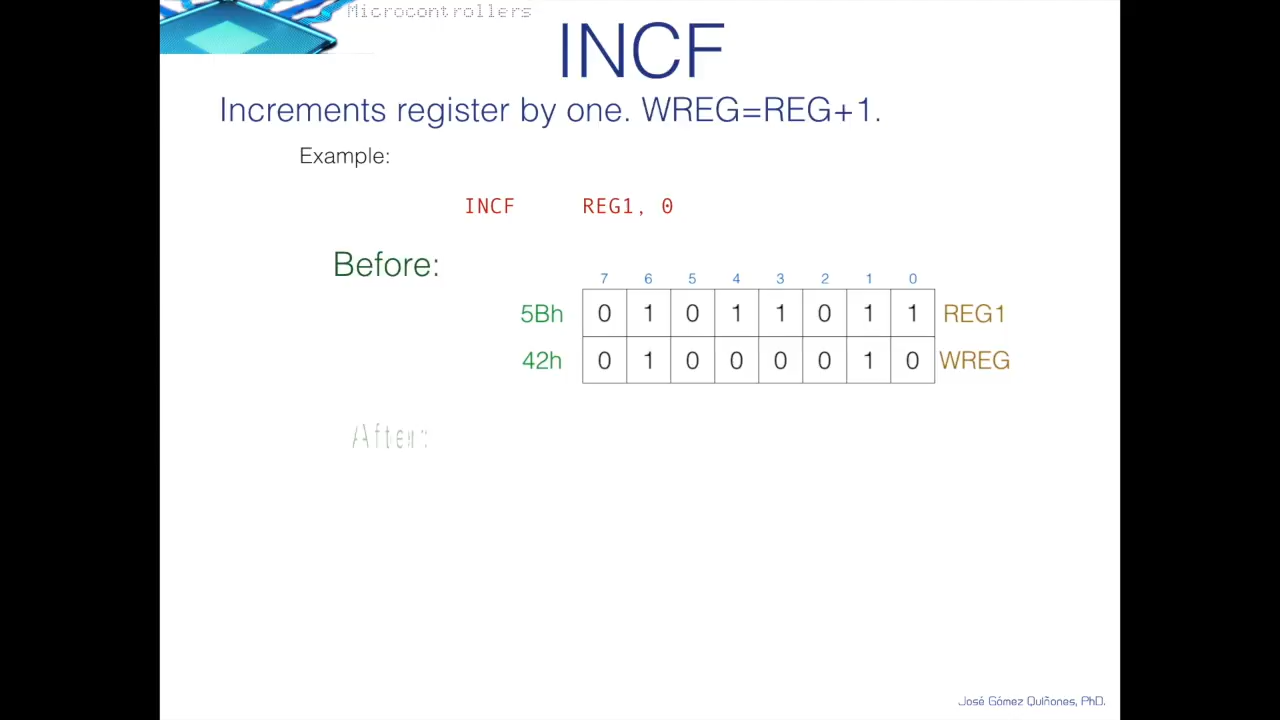 Microcontrollers
INCF
Increments register by one. WREG=REG+1.
Example:
INCF REG1, 0
Before:
7 6 5 4 3 2 1 0
5Bh 0 1 0 1 1 0 1 1 REG1
42h 0 1 0 0 0 0 1 0 WREG
After:
José Gómez Quiñones, PhD.